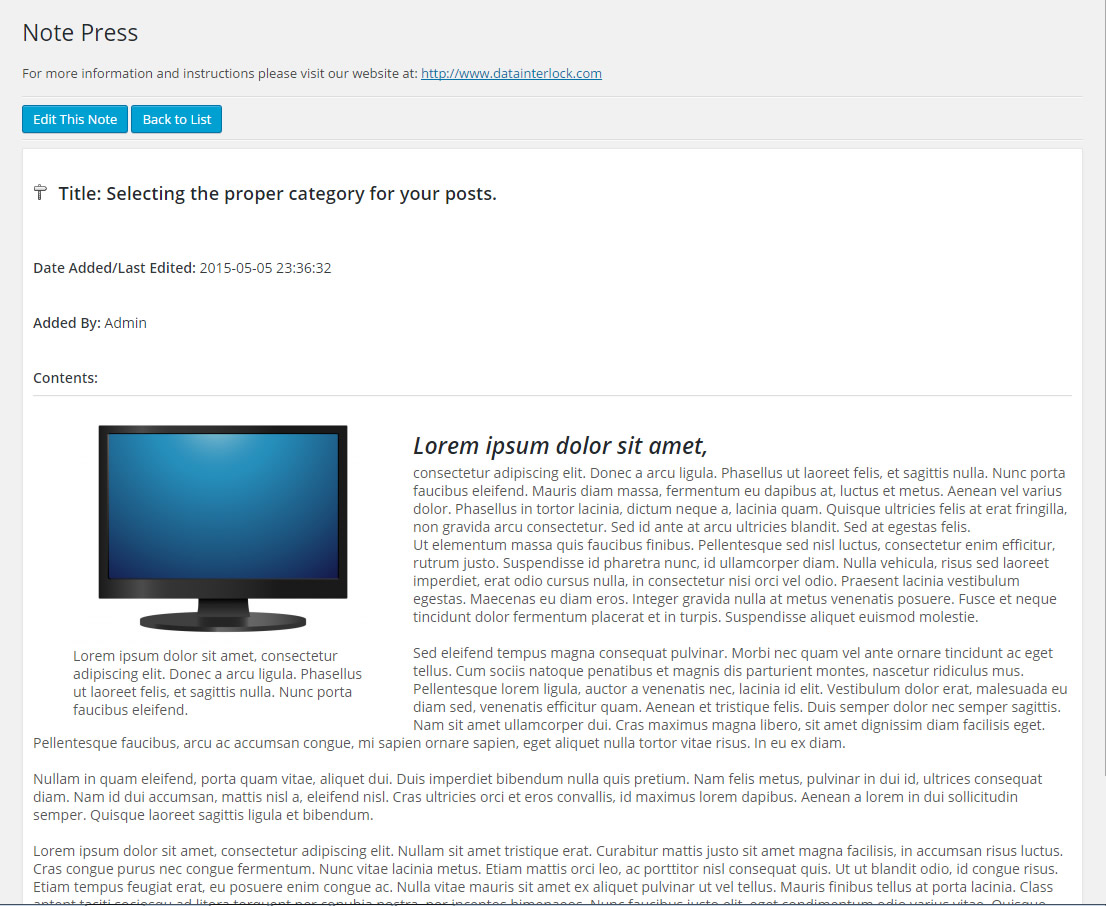 Note Press
For more information and instructions please visit our website at: http://www.datainterlock.com
Edit This Note
Back to List
Title: Selecting the proper category for your posts.
Date Added/Last Edited: 2015-05-05 23:36:32
Added By: Admin
Contents:
Lorem ipsum dolor sit amet,
consectetur adipiscing elit. Donec a arcu ligula. Phasellus ut laoreet felis, et sagittis nulla. Nunc porta
faucibus eleifend. Mauris diam massa, fermentum eu dapibus at, luctus et metus. Aenean vel varius
dolor. Phasellus in tortor lacinia, dictum neque a, lacinia quam. Quisque ultricies felis at erat fringilla,
non gravida arcu consectetur. Sed id ante at arcu ultricies blandit. Sed at egestas felis.
Ut elementum massa quis faucibus finibus. Pellentesque sed nisl luctus, consectetur enim efficitur,
rutrum justo. Suspendisse id pharetra nunc, id ullamcorper diam. Nulla vehicula, risus sed laoreet
imperdiet, erat odio cursus nulla, in consectetur nisi orci vel odio. Praesent lacinia vestibulum
egestas. Maecenas eu diam eros. Integer gravida nulla at metus venenatis posuere. Fusce et neque
tincidunt dolor fermentum placerat et in turpis. Suspendisse aliquet euismod molestie.
Lorem ipsum dolor sit amet, consectetur
adipiscing elit. Donec a arcu ligula. Phasellus
ut laoreet felis, et sagittis nulla. Nunc porta
faucibus eleifend.
Sed eleifend tempus magna consequat pulvinar. Morbi nec quam vel ante ornare tincidunt ac eget
tellus. Cum sociis natoque penatibus et magnis dis parturient montes, nascetur ridiculus mus.
Pellentesque lorem ligula, auctor a venenatis nec, lacinia id elit. Vestibulum dolor erat, malesuada eu
diam sed, venenatis efficitur quam. Aenean et tristique felis. Duis semper dolor nec semper sagittis.
Nam sit amet ullamcorper dui. Cras maximus magna libero, sit amet dignissim diam facilisis eget.
Pellentesque faucibus, arcu ac accumsan congue, mi sapien ornare sapien, eget aliquet nulla tortor vitae risus. In eu ex diam.
Nullam in quam eleifend, porta quam vitae, aliquet dui. Duis imperdiet bibendum nulla quis pretium. Nam felis metus, pulvinar in dui id, ultrices consequat
diam. Nam id dui accumsan, mattis nisl a, eleifend nisl. Cras ultricies orci et eros convallis, id maximus lorem dapibus. Aenean a lorem in dui sollicitudin
semper. Quisque laoreet sagittis ligula et bibendum.
Lorem ipsum dolor sit amet, consectetur adipiscing elit. Nullam sit amet tristique erat. Curabitur mattis justo sit amet magna facilisis, in accumsan risus luctus.
Cras congue purus nec congue fermentum. Nunc vitae lacinia metus. Etiam mattis orci leo, ac porttitor nisl consequat quis. Ut ut blandit odio, id congue risus.
Etiam tempus feugiat erat, eu posuere enim congue ac. Nulla vitae mauris sit amet ex aliquet pulvinar ut vel tellus. Mauris finibus tellus at porta lacinia. Class